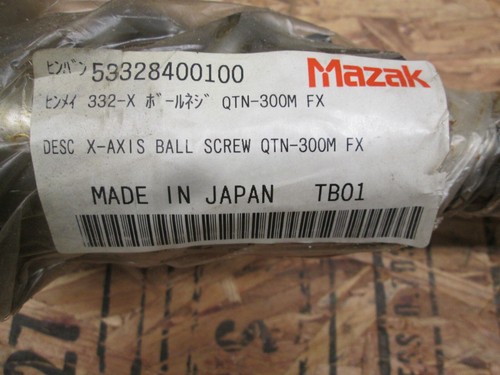 ﾋﾝﾊﾞﾝ 53328400100 Mazak
ﾋﾝﾒｲ 332-X ﾎﾞｰﾙﾈｼﾞ QTN-300M FX
DESC X-AXIS BALL SCREW QTN-300M FX
MADE IN JAPAN TB01
27